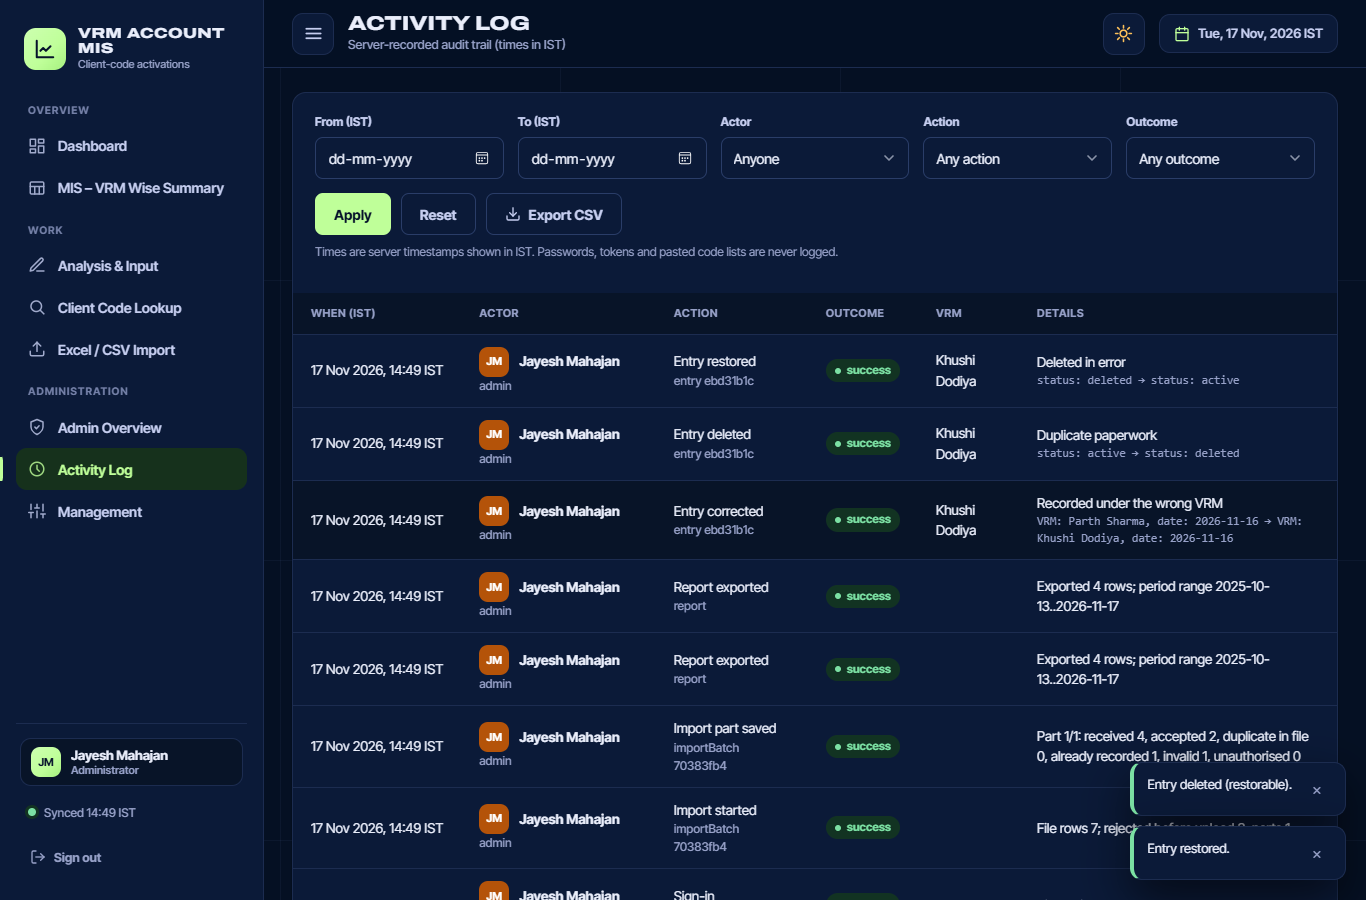 VRM ACCOUNT
MIS
Client-code activations
OVERVIEW
Dashboard
MIS – VRM Wise Summary
WORK
Analysis & Input
Client Code Lookup
Excel / CSV Import
ADMINISTRATION
Admin Overview
Activity Log
Management
JM
Jayesh Mahajan
Administrator
Synced 14:49 IST
Sign out
ACTIVITY LOG
Server-recorded audit trail (times in IST)
Tue, 17 Nov, 2026 IST
From (IST)
To (IST)
Actor
Action
Outcome
dd-mm-yyyy
dd-mm-yyyy
Anyone
Any action
Any outcome
Apply
Reset
Export CSV
Times are server timestamps shown in IST. Passwords, tokens and pasted code lists are never logged.
WHEN (IST)
ACTOR
ACTION
OUTCOME
VRM
DETAILS
17 Nov 2026, 14:49 IST
JM
Jayesh Mahajan
admin
Entry restored
entry ebd31b1c
success
Khushi
Dodiya
Deleted in error
status: deleted → status: active
17 Nov 2026, 14:49 IST
JM
Jayesh Mahajan
admin
Entry deleted
entry ebd31b1c
success
Khushi
Dodiya
Duplicate paperwork
status: active → status: deleted
17 Nov 2026, 14:49 IST
JM
Jayesh Mahajan
admin
Entry corrected
entry ebd31b1c
success
Khushi
Dodiya
Recorded under the wrong VRM
VRM: Parth Sharma, date: 2026-11-16 → VRM:
Khushi Dodiya, date: 2026-11-16
17 Nov 2026, 14:49 IST
JM
Jayesh Mahajan
admin
Report exported
report
success
Exported 4 rows; period range 2025-10-
13..2026-11-17
17 Nov 2026, 14:49 IST
JM
Jayesh Mahajan
admin
Report exported
report
success
Exported 4 rows; period range 2025-10-
13..2026-11-17
17 Nov 2026, 14:49 IST
JM
Jayesh Mahajan
admin
Import part saved
importBatch
70383fb4
success
Part 1/1: received 4, accepted 2, duplicate in file
0, already recorded 1, invalid 1, unauthorised 0
17 Nov 2026, 14:49 IST
JM
Jayesh Mahajan
admin
Import started
importBatch
70383fb4
success
File rows 7;
JM
Jayesh Mahajan
Sign-in
Entry deleted (restorable).
Entry restored.